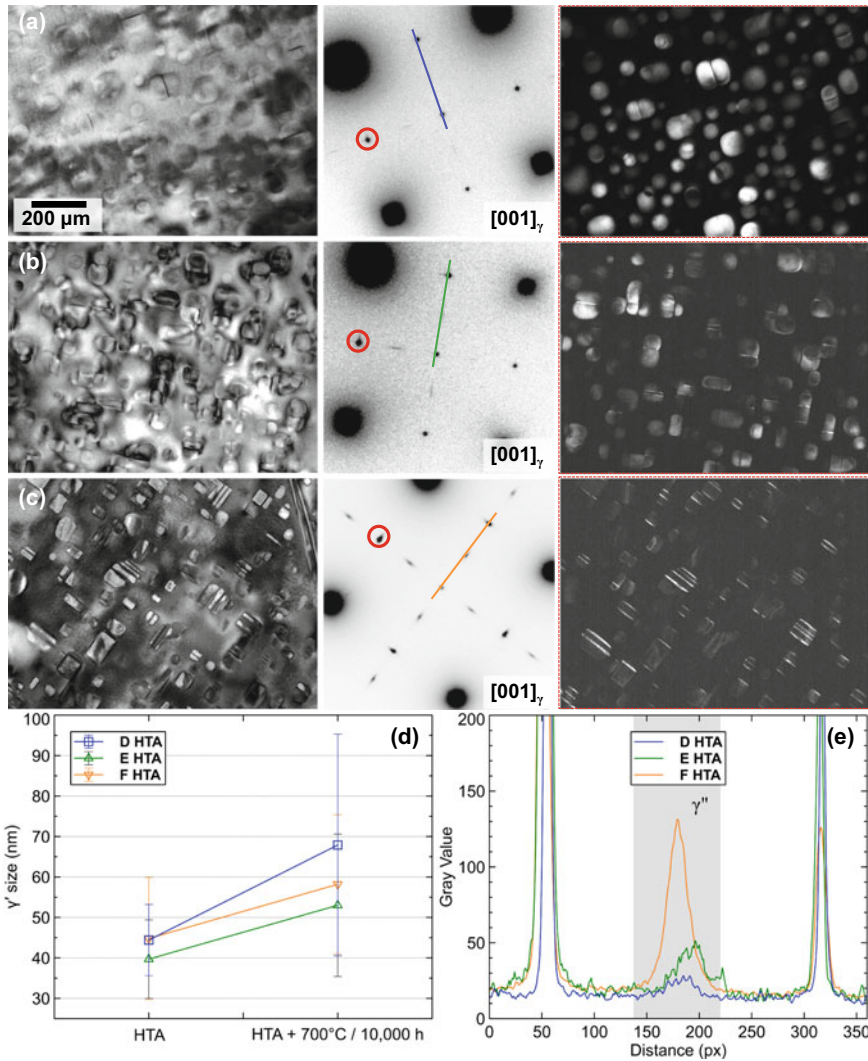 (a)
200 µm
[001]γ
(b)
[001]γ
(c)
[001]γ
(d)
100
90
80
70
60
50
40
30
γ' size (nm)
D HTA
E HTA
F HTA
HTA
HTA + 700°C / 10,000 h
(e)
200
150
100
50
0
Gray Value
D HTA
E HTA
F HTA
γ"
0
50
100
150
200
250
300
350
Distance (px)